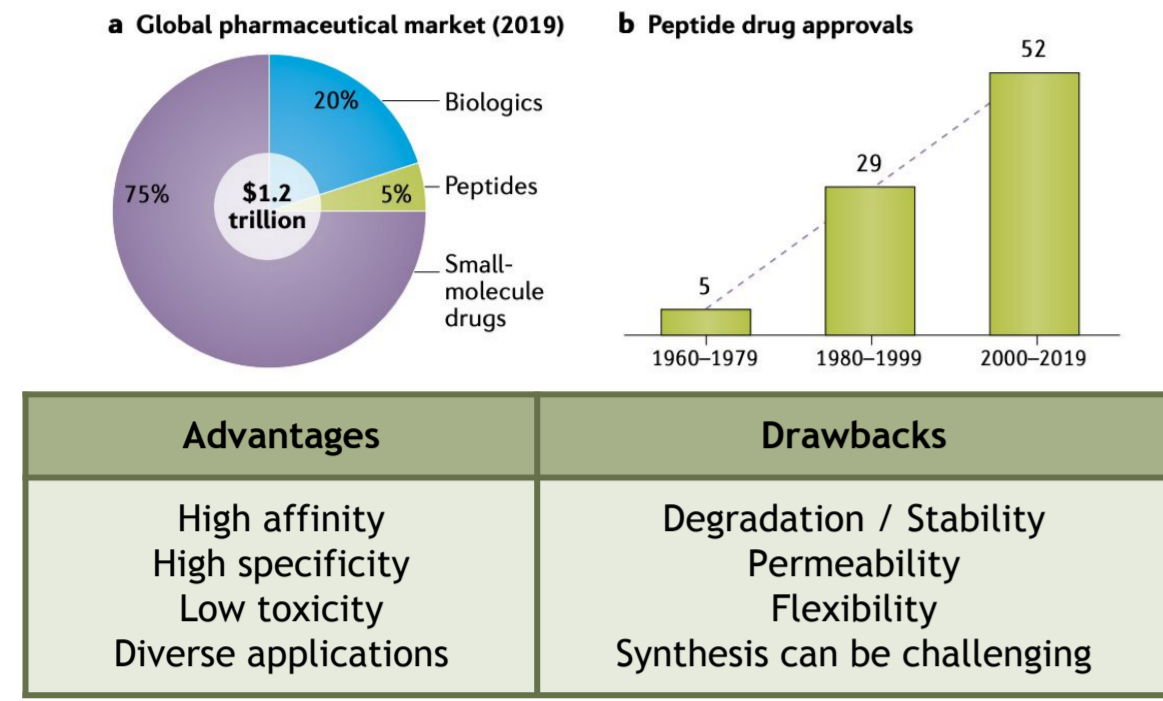 a Global pharmaceutical market (2019)
20%
Biologics
75%
$1.2
trillion
5%
Peptides
Small-
molecule
drugs
b Peptide drug approvals
5
29
52
1960–1979
1980–1999
2000–2019
Advantages
High affinity
High specificity
Low toxicity
Diverse applications
Drawbacks
Degradation / Stability
Permeability
Flexibility
Synthesis can be challenging